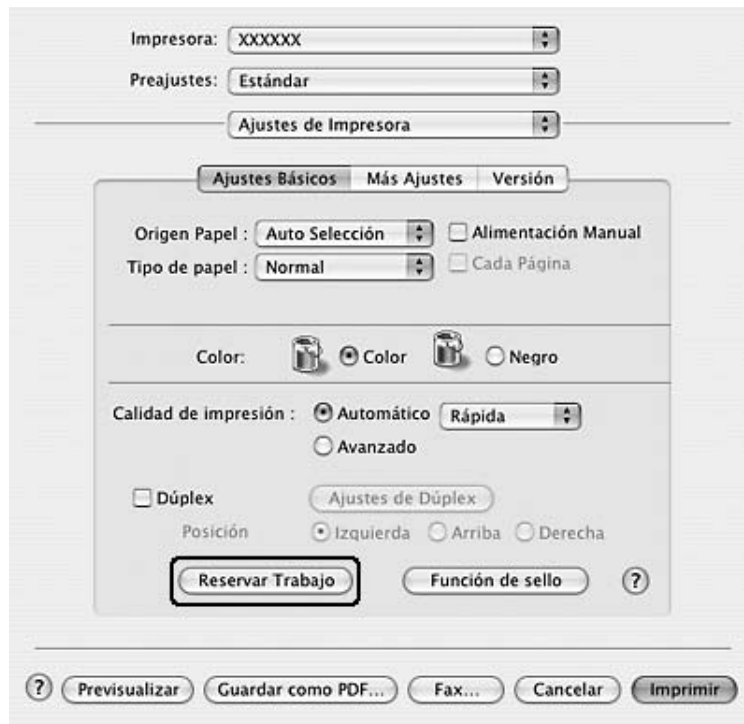 Impresora: XXXXXX
Preajustes: Estándar
Ajustes de Impresora
Ajustes Básicos Más Ajustes Versión
Origen Papel : Auto Selección Alimentación Manual
Tipo de papel : Normal Cada Página
Color: Color Negro
Calidad de impresión : Automático Rápida
Avanzado
Dúplex Ajustes de Dúplex
Posición Izquierda Arriba Derecha
Reservar Trabajo Función de sello ?
? Previsualizar Guardar como PDF... Fax... Cancelar Imprimir